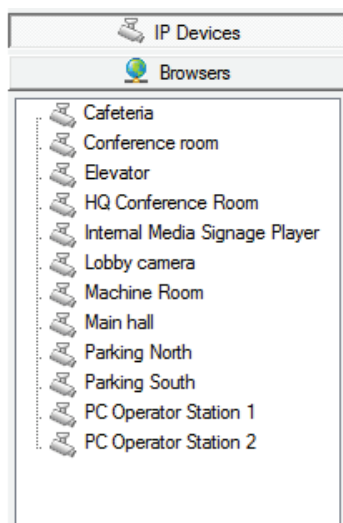 IP Devices
Browsers
Cafeteria
Conference room
Elevator
HQ Conference Room
Internal Media Signage Player
Lobby camera
Machine Room
Main hall
Parking North
Parking South
PC Operator Station 1
PC Operator Station 2